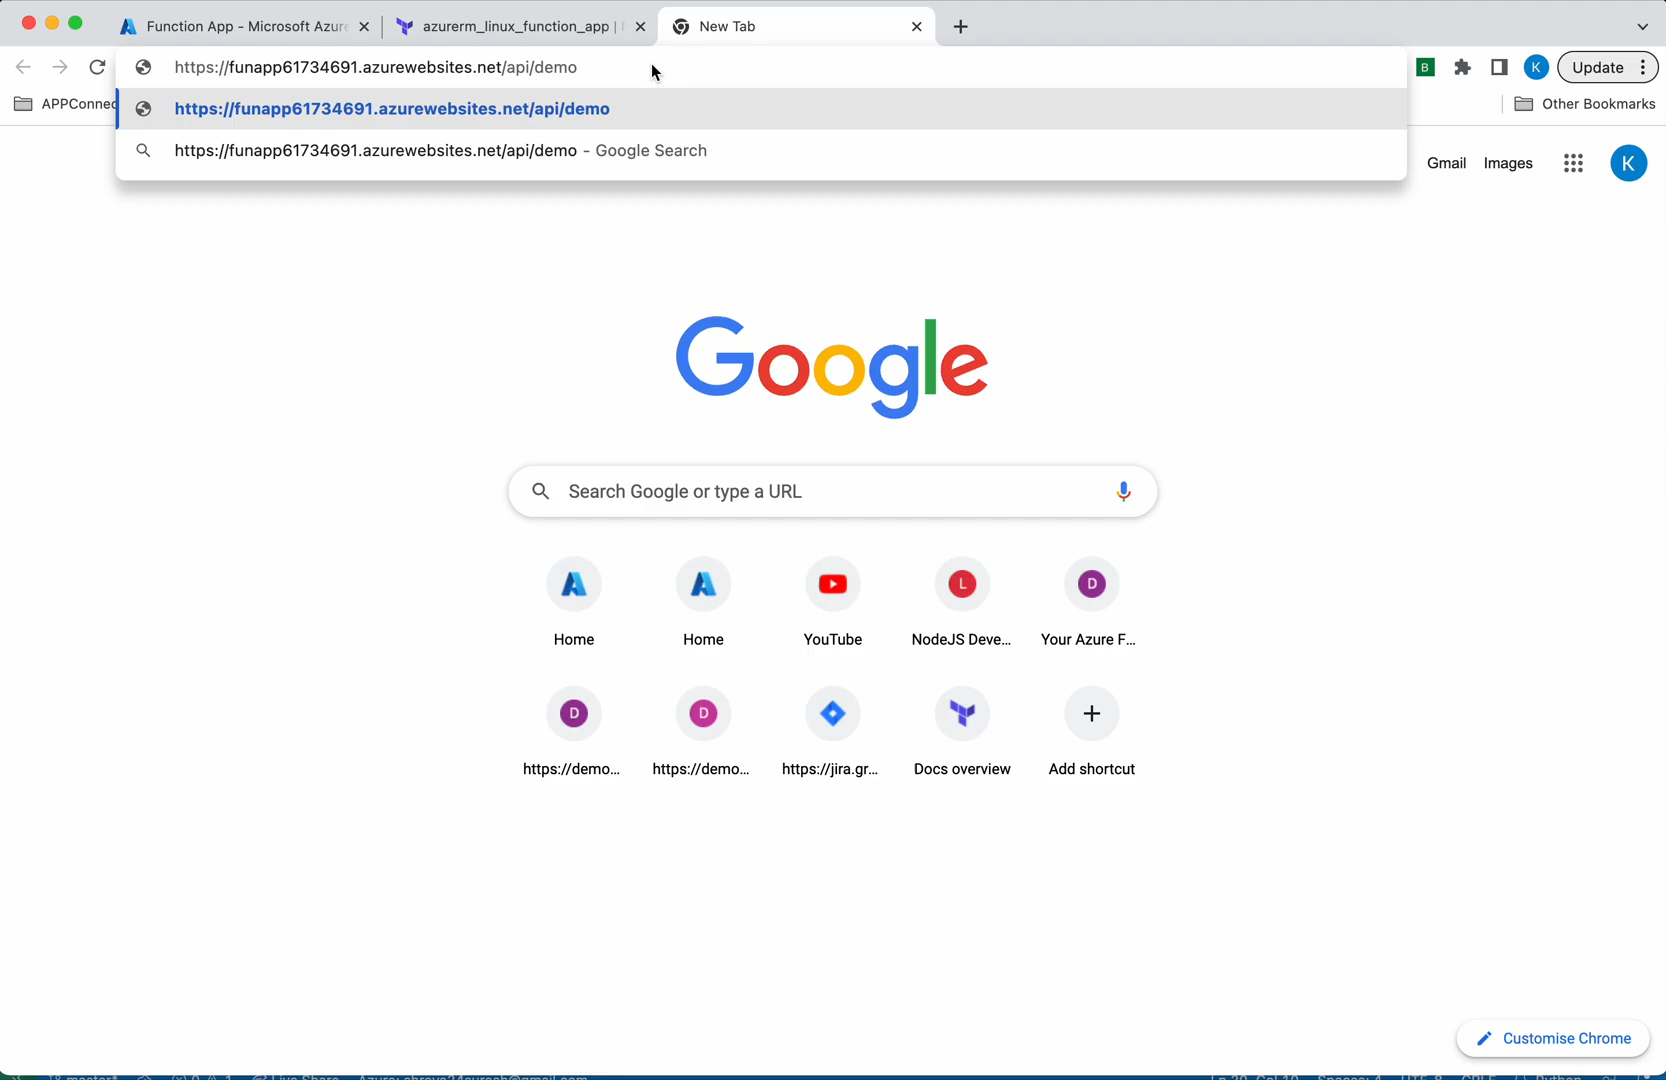 Function App - Microsoft Azure
azurerm_linux_function_app |
New Tab
https://funapp61734691.azurewebsites.net/api/demo
B
K
Update
APPConnec
https://funapp61734691.azurewebsites.net/api/demo
Other Bookmarks
https://funapp61734691.azurewebsites.net/api/demo - Google Search
Gmail
Images
K
Google
Search Google or type a URL
L
D
Home
Home
YouTube
NodeJS Deve...
Your Azure F...
D
D
https://demo...
https://demo...
https://jira.gr...
Docs overview
Add shortcut
Customise Chrome